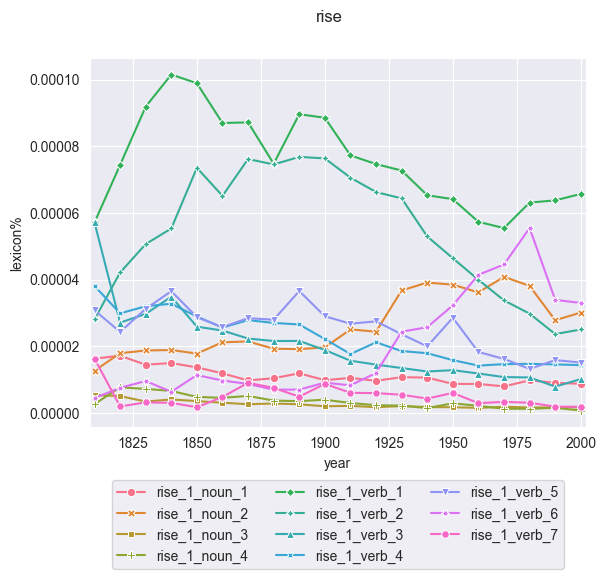 rise
0.00010
0.00008
0.00006
0.00004
0.00002
0.00000
lexicon%
1825 1850 1875 1900 1925 1950 1975 2000
year
rise_1_noun_1 rise_1_verb_1 rise_1_verb_5
rise_1_noun_2 rise_1_verb_2 rise_1_verb_6
rise_1_noun_3 rise_1_verb_3 rise_1_verb_7
rise_1_noun_4 rise_1_verb_4